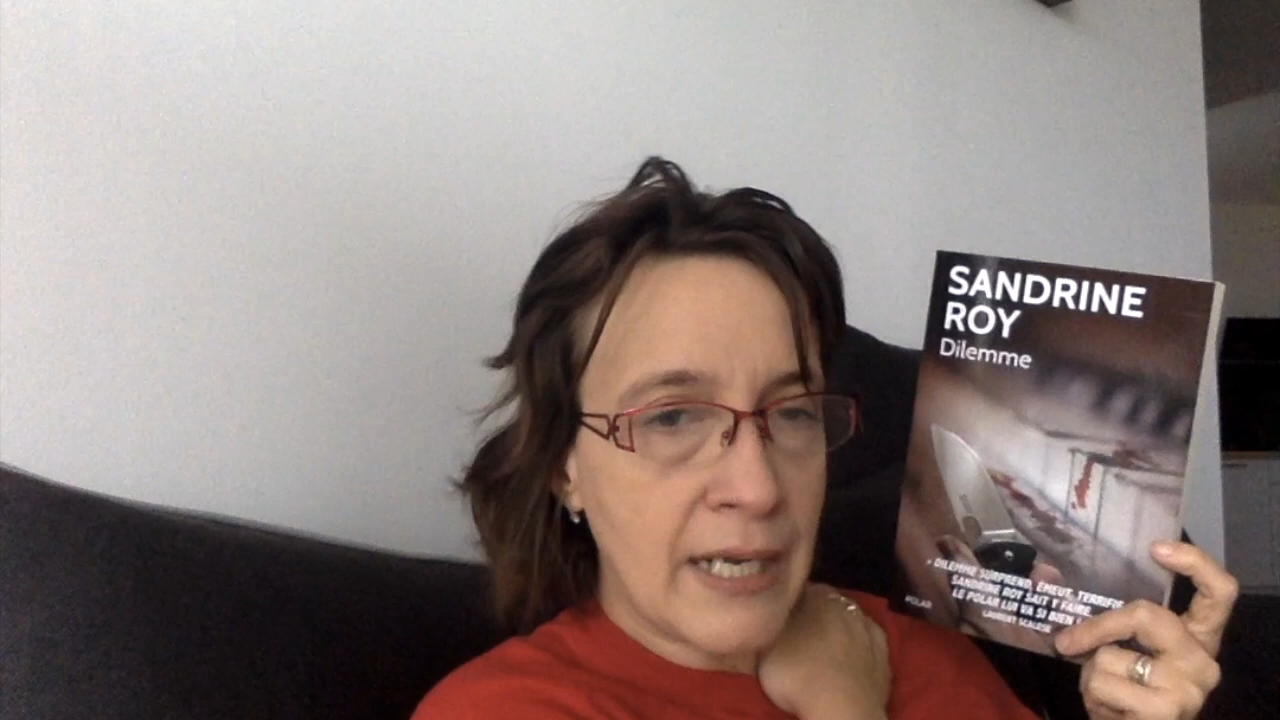 SANDRINE
ROY
Dilemme
« DILEMME SURPREND, ÉMEUT, TERRIFIE.
SANDRINE ROY SAIT Y FAIRE,
LE POLAR LUI VA SI BIEN !
LAURENT SCALESE
POLAR